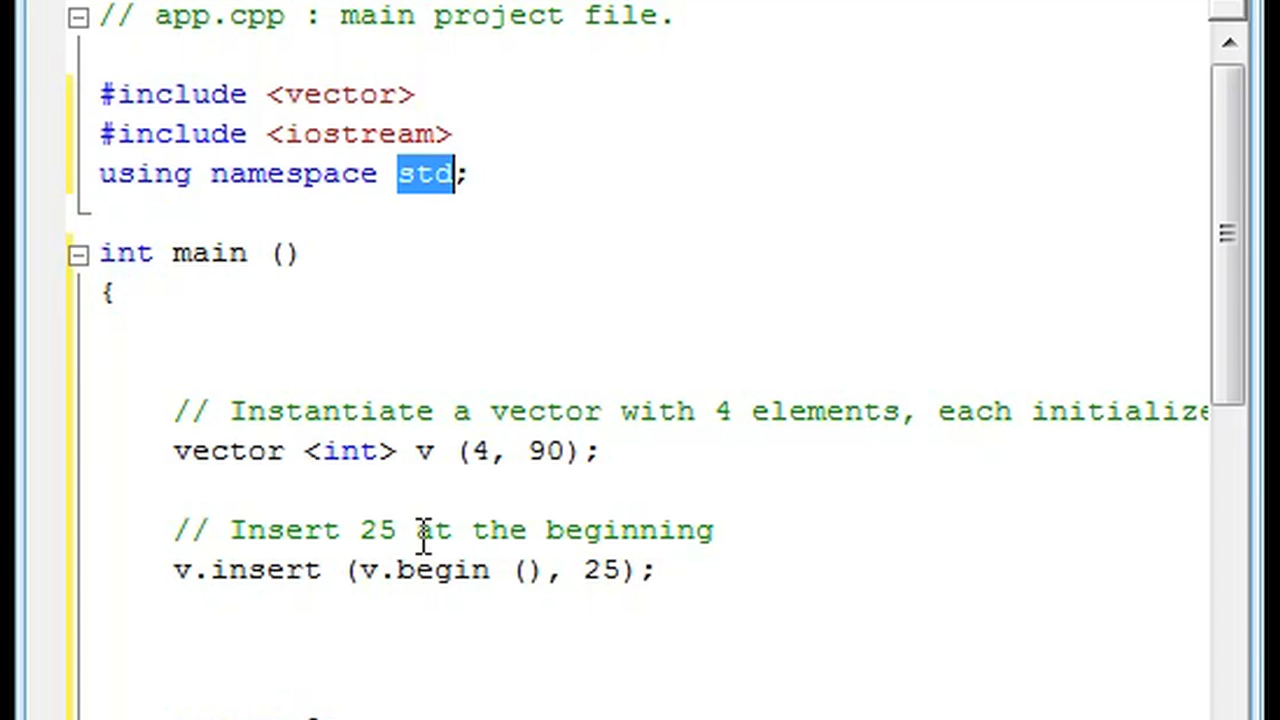 // app.cpp : main project file.
#include <vector>
#include <iostream>
using namespace std;
int main ()
{
// Instantiate a vector with 4 elements, each initialize
vector <int> v (4, 90);
// Insert 25 at the beginning
v.insert (v.begin (), 25);